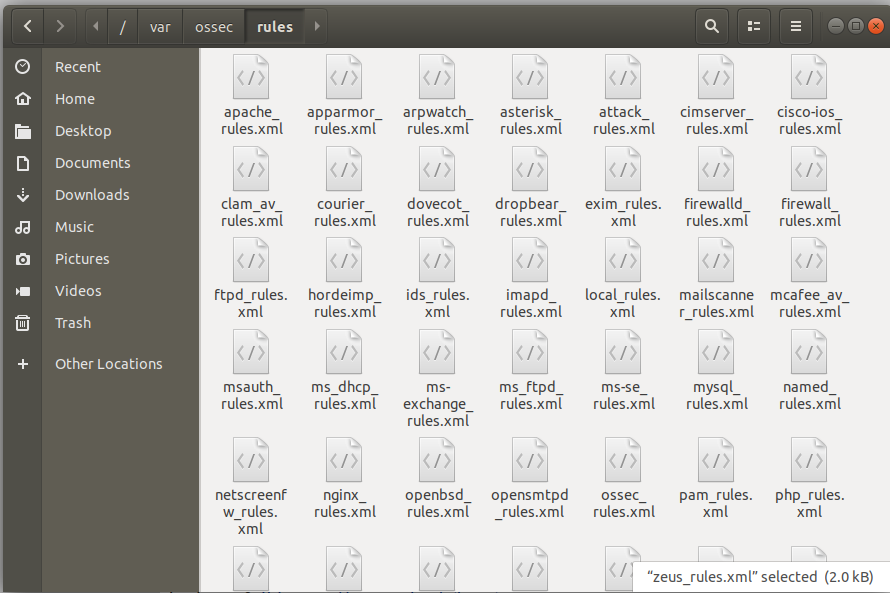 / var ossec rules
Recent
Home
Desktop
Documents
Downloads
Music
Pictures
Videos
Trash
Other Locations
apache_
rules.xml
apparmor_
rules.xml
arpwatch_
rules.xml
asterisk_
rules.xml
attack_
rules.xml
cimserver_
rules.xml
cisco-ios_
rules.xml
clam_av_
rules.xml
courier_
rules.xml
dovecot_
rules.xml
dropbear_
rules.xml
exim_rules.
xml
firewalld_
rules.xml
firewall_
rules.xml
ftpd_rules.
xml
hordeimp_
rules.xml
ids_rules.
xml
imapd_
rules.xml
local_rules.
xml
mailscanne
r_rules.xml
mcafee_av_
rules.xml
msauth_
rules.xml
ms_dhcp_
rules.xml
ms-
exchange_
rules.xml
ms_ftpd_
rules.xml
ms-se_
rules.xml
mysql_
rules.xml
named_
rules.xml
netscreenf
w_rules.
xml
nginx_
rules.xml
openbsd_
rules.xml
opensmtpd
_rules.xml
ossec_
rules.xml
pam_rules.
xml
php_rules.
xml
“zeus_rules.xml” selected (2.0 kB)